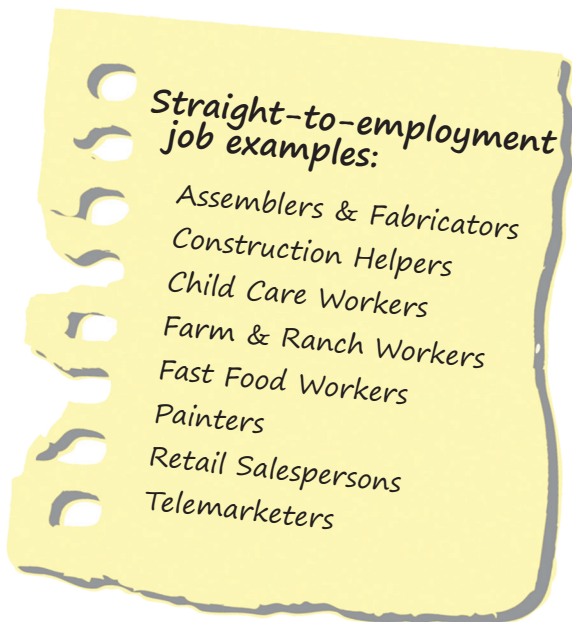 Straight-to-employment
job examples:
Assemblers & Fabricators
Construction Helpers
Child Care Workers
Farm & Ranch Workers
Fast Food Workers
Painters
Retail Salespersons
Telemarketers